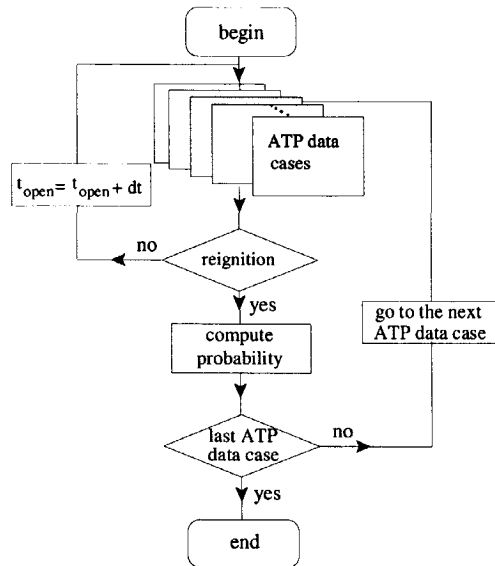 begin
ATP data
cases
t_open = t_open + dt
no
reignition
yes
compute
probability
go to the next
ATP data case
last ATP
data case
no
yes
end